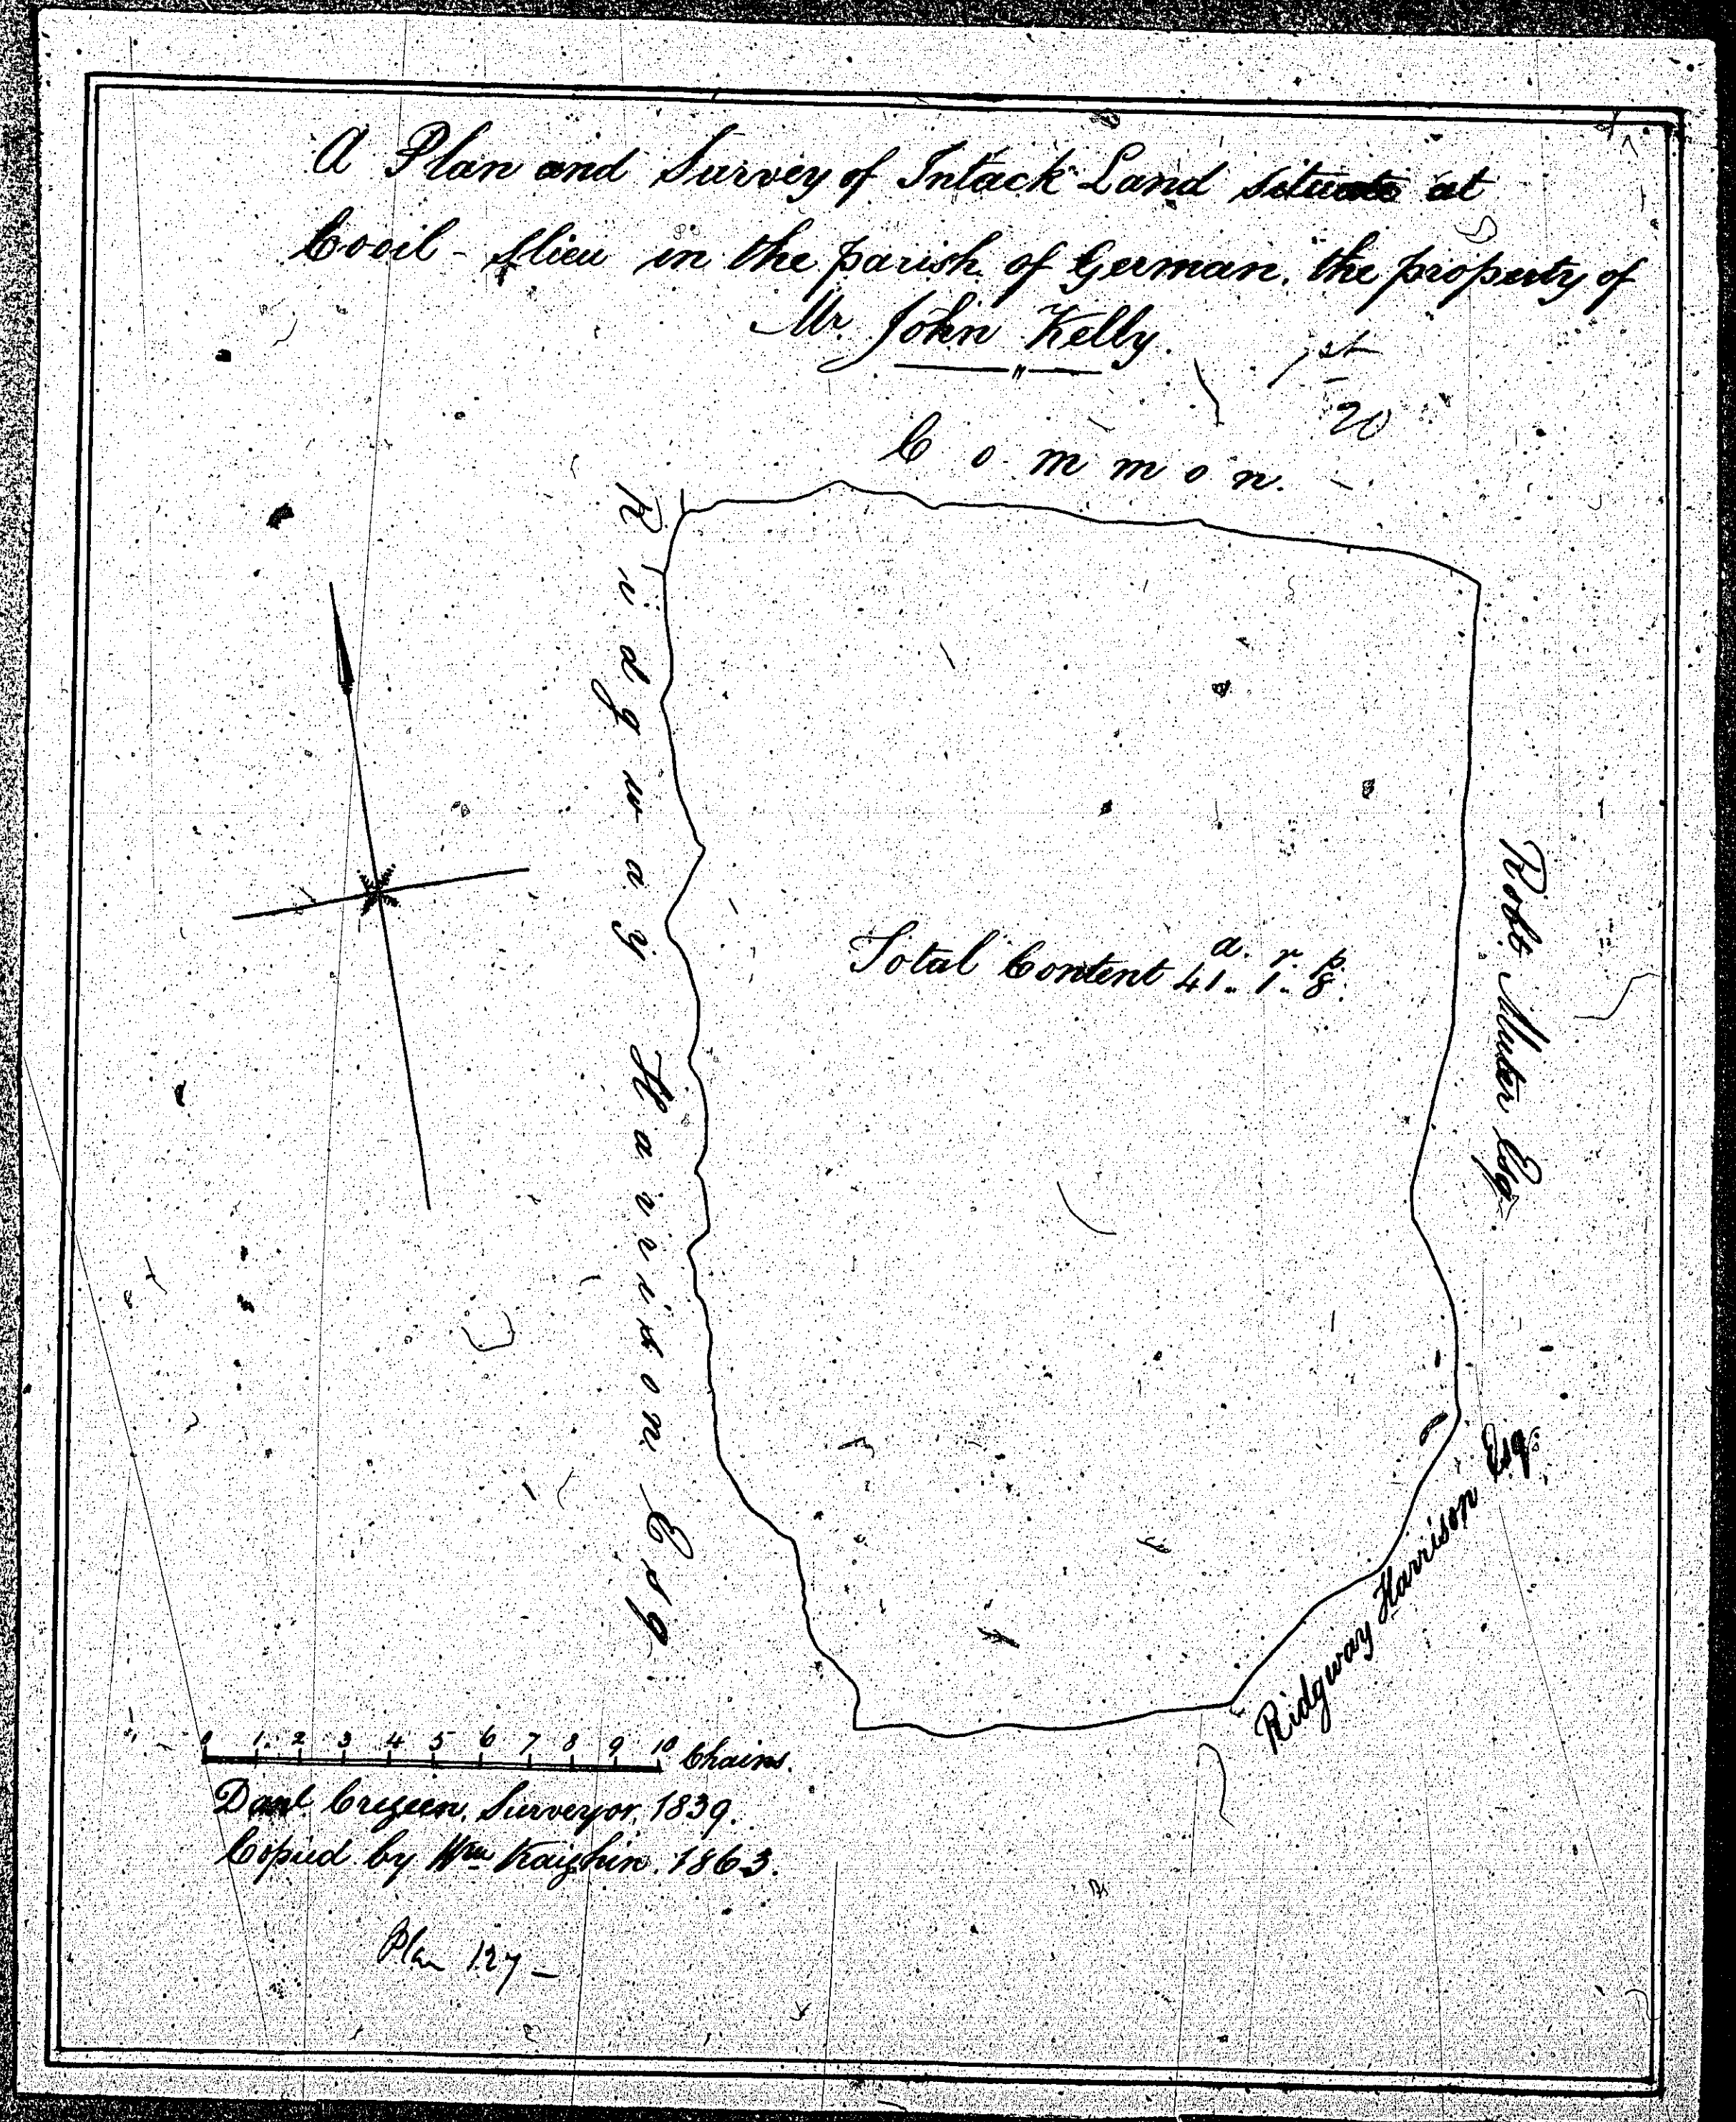 A Plan and Survey of Intack Land situate at
Cooil-slieu in the parish of German, the property of
Mr. John Kelly.
1st
20
Common.
Ridgway Harrison Esq
Total Content 41.. 1.. 8.
a. r. p.
Robt. Esq.
Ridgway Harrison Esq.
0 1 2 3 4 5 6 7 8 9 10 Chains.
Danl Cregeen, Surveyor, 1839.
Copied by Wm Kaighin. 1863.
Plan 127 –